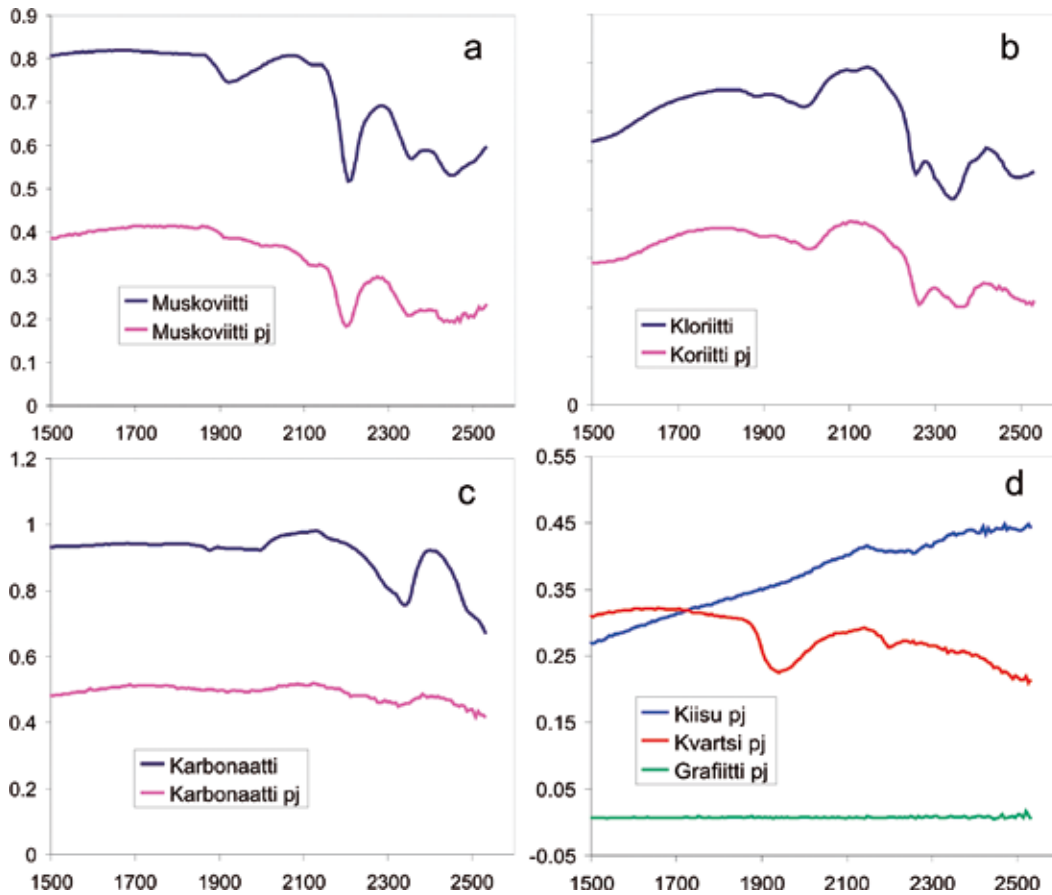 a
0.9
0.8
0.7
0.6
0.5
0.4
0.3
0.2
0.1
0
Muskoviitti
Muskoviitti pj
1500 1700 1900 2100 2300 2500
b
Kloriitti
Koriitti pj
0
1500 1700 1900 2100 2300 2500
c
1.2
1
0.8
0.6
0.4
0.2
0
Karbonaatti
Karbonaatti pj
1500 1700 1900 2100 2300 2500
d
0.55
0.45
0.35
0.25
0.15
0.05
-0.05
Kiisu pj
Kvartsi pj
Grafiitti pj
1500 1700 1900 2100 2300 2500